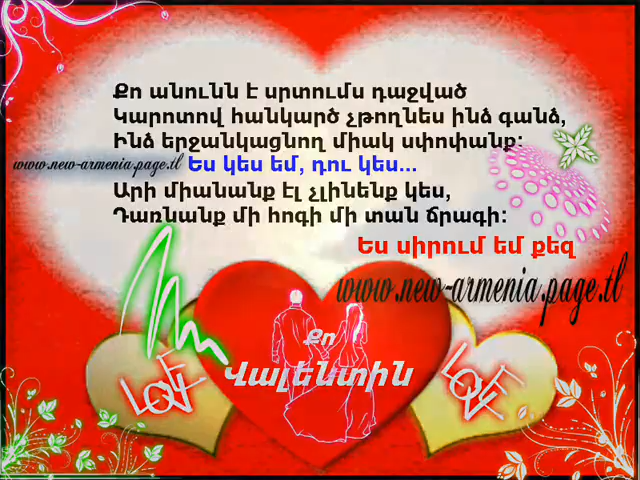 Քո անունն է սրտումս դաջված
Կարոտով հանկարծ չթողնես ինձ գանձ,
Ինձ երջանկացնող միակ սփոփանք:
www.new-armenia.page.tl Ես կես եմ, դու կես...
Արի միանանք էլ չլինենք կես,
Դառնանք մի հոգի մի տան ճրագի:
Ես սիրում եմ քեզ
www.new-armenia.page.tl
Քո
Վալենտին
LOVE LOVE